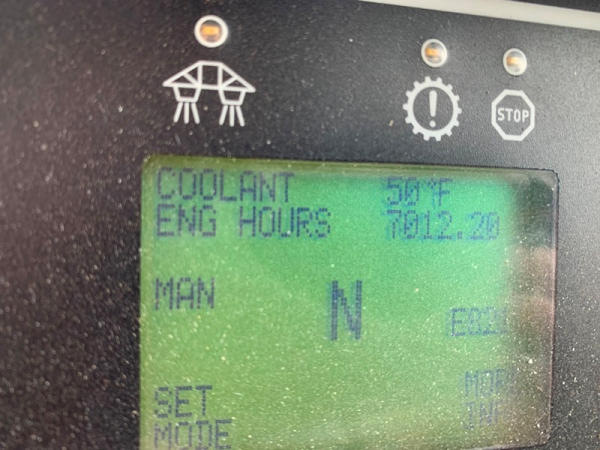 STOP
COOLANT 50°F
ENG HOURS 7012.20
MAN
N
SET
MODE